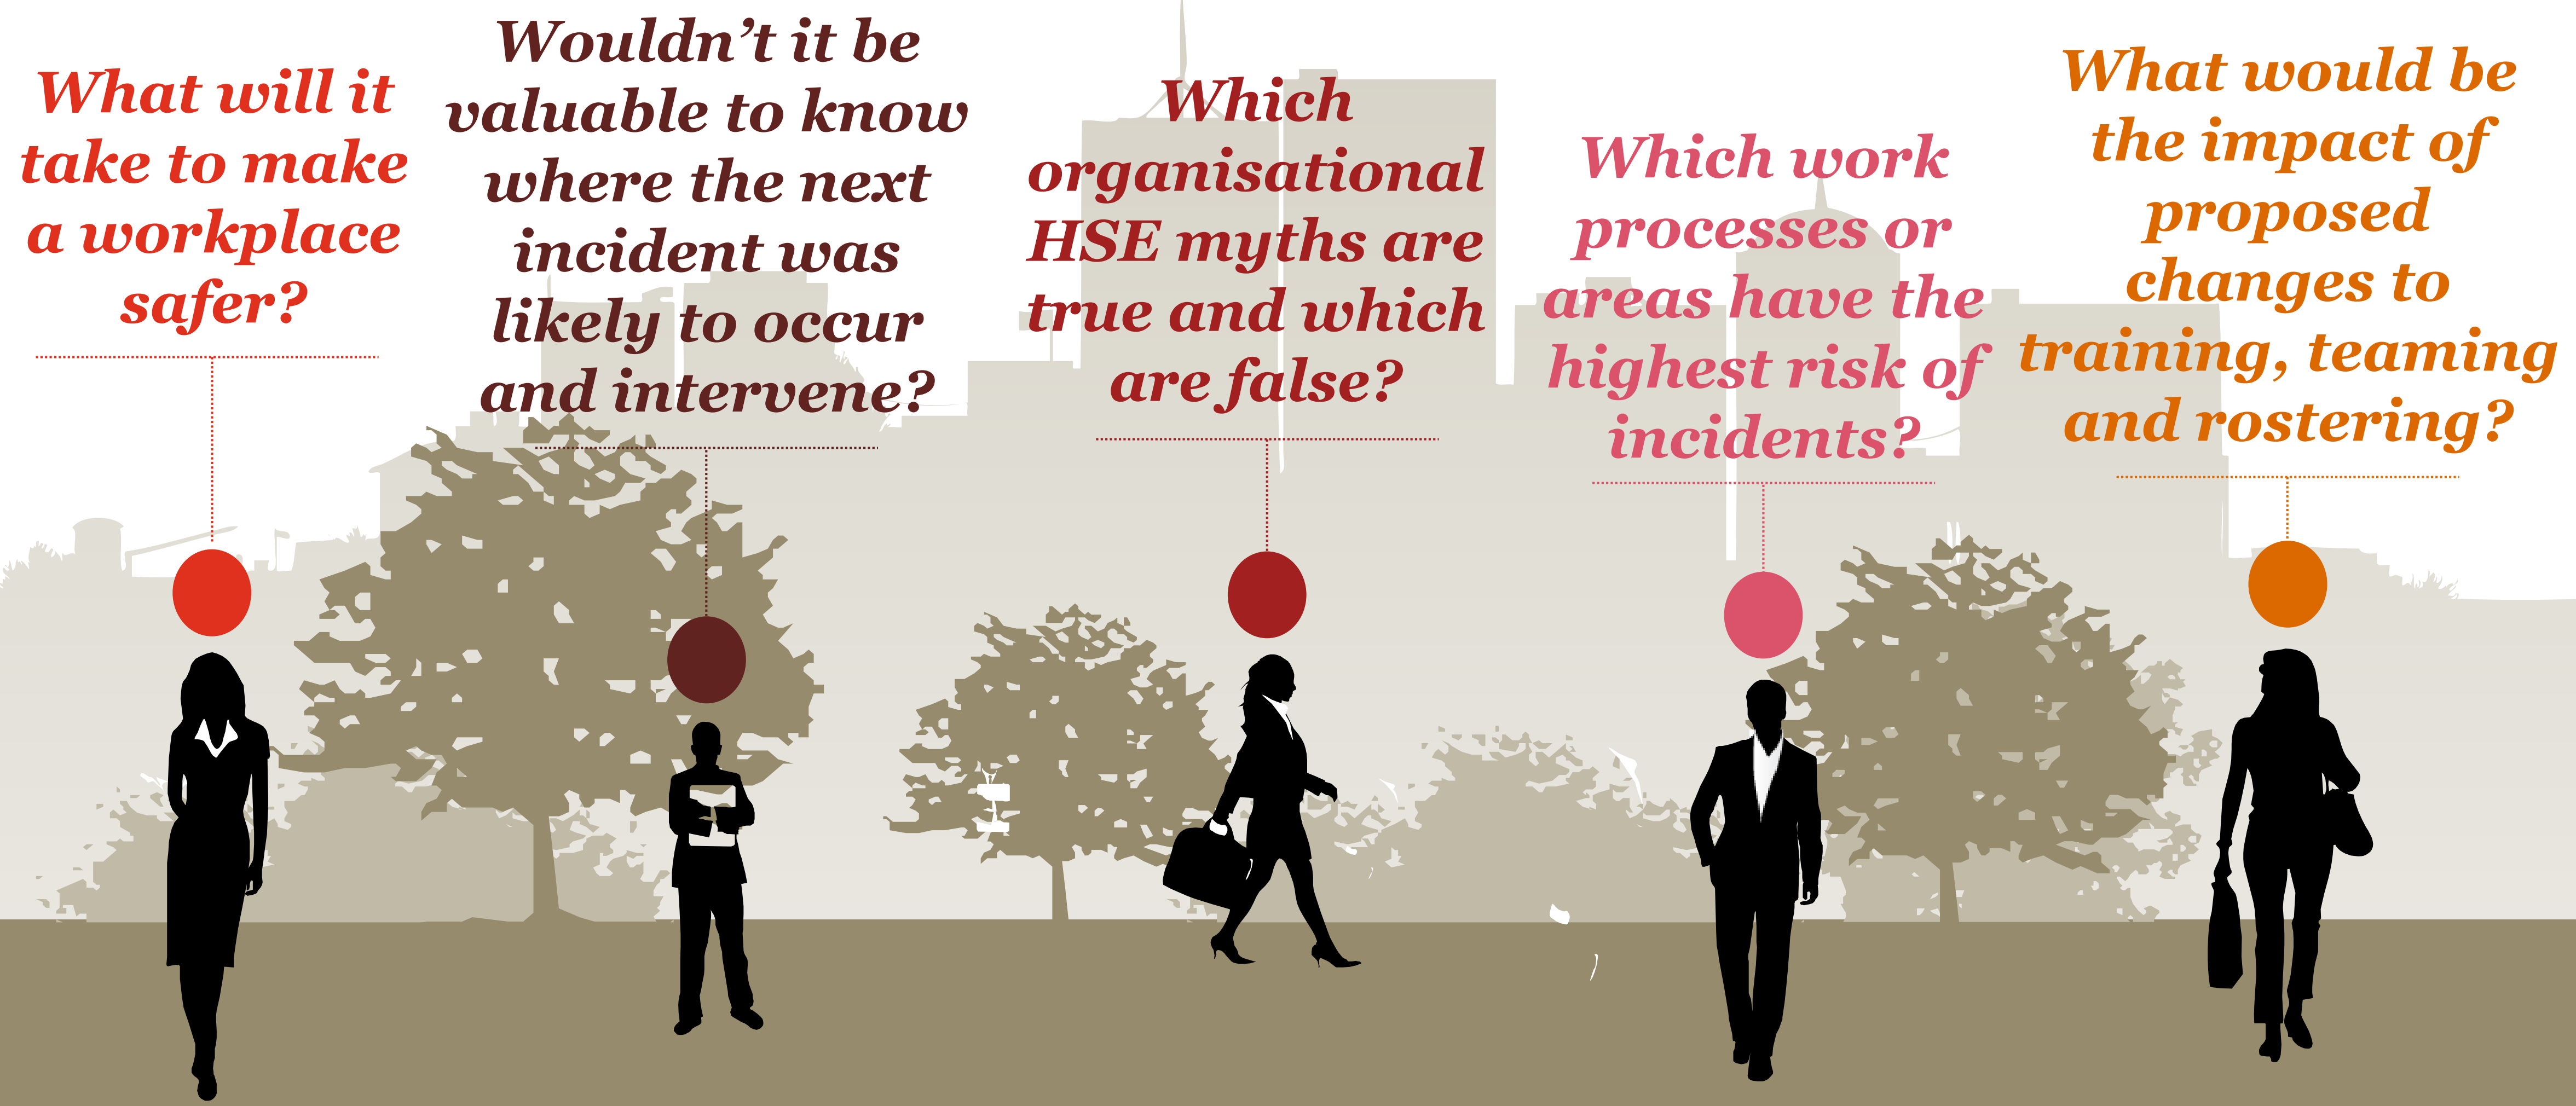 What will it
take to make
a workplace
safer?
Wouldn’t it be
valuable to know
where the next
incident was
likely to occur
and intervene?
Which
organisational
HSE myths are
true and which
are false?
Which work
processes or
areas have the
highest risk of
incidents?
What would be
the impact of
proposed
changes to
training, teaming
and rostering?